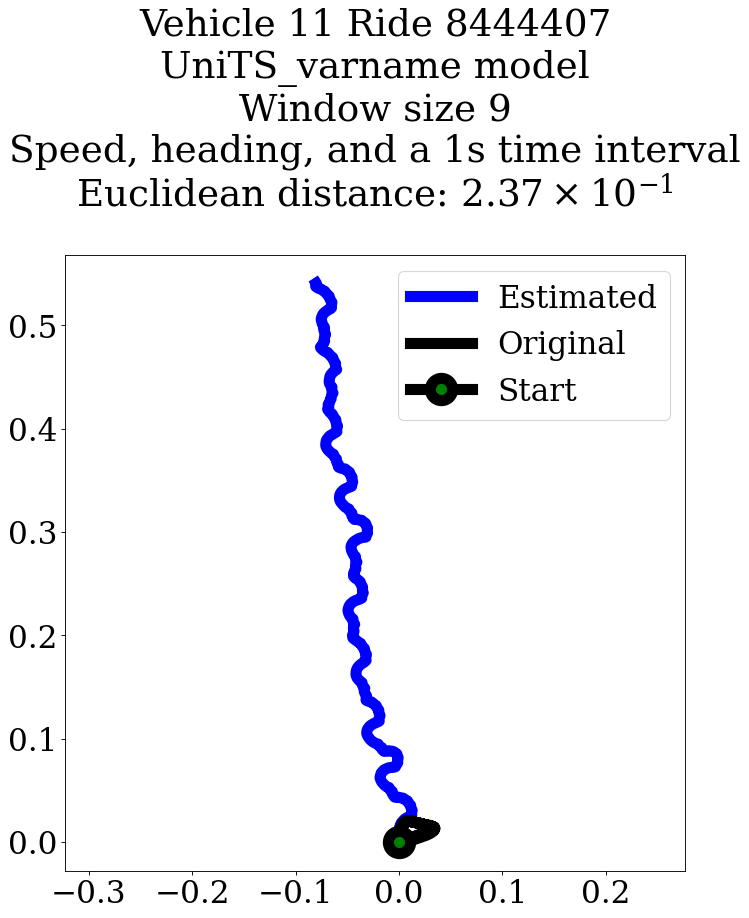 Vehicle 11 Ride 8444407
UniTS_varname model
Window size 9
Speed, heading, and a 1s time interval
Euclidean distance: 2.37 × 10⁻¹
Estimated
Original
Start
0.5
0.4
0.3
0.2
0.1
0.0
−0.3 −0.2 −0.1 0.0 0.1 0.2